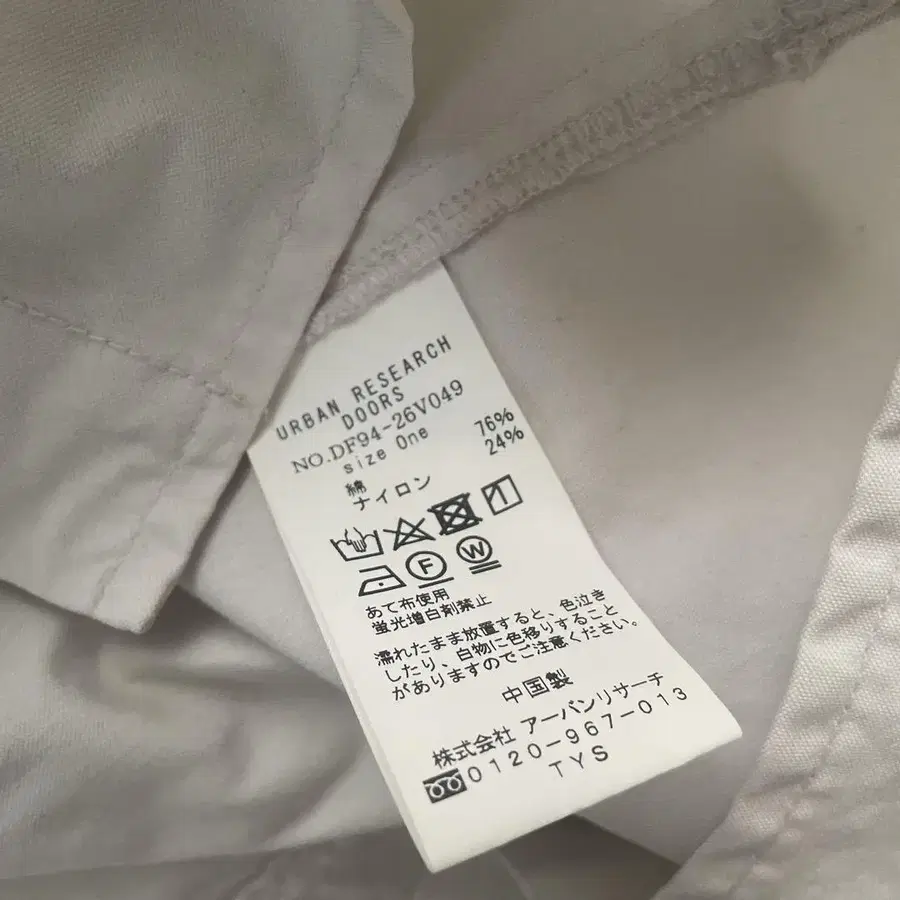 URBAN RESEARCH
DOORS
NO.DF94-26V049
size One
綿 76%
ナイロン 24%
F W
あて布使用
蛍光増白剤禁止
濡れたまま放置すると、色泣き
したり、白物に色移りすること
がありますのでご注意ください。
中国製
株式会社 アーバンリサーチ
0120-967-013
TYS